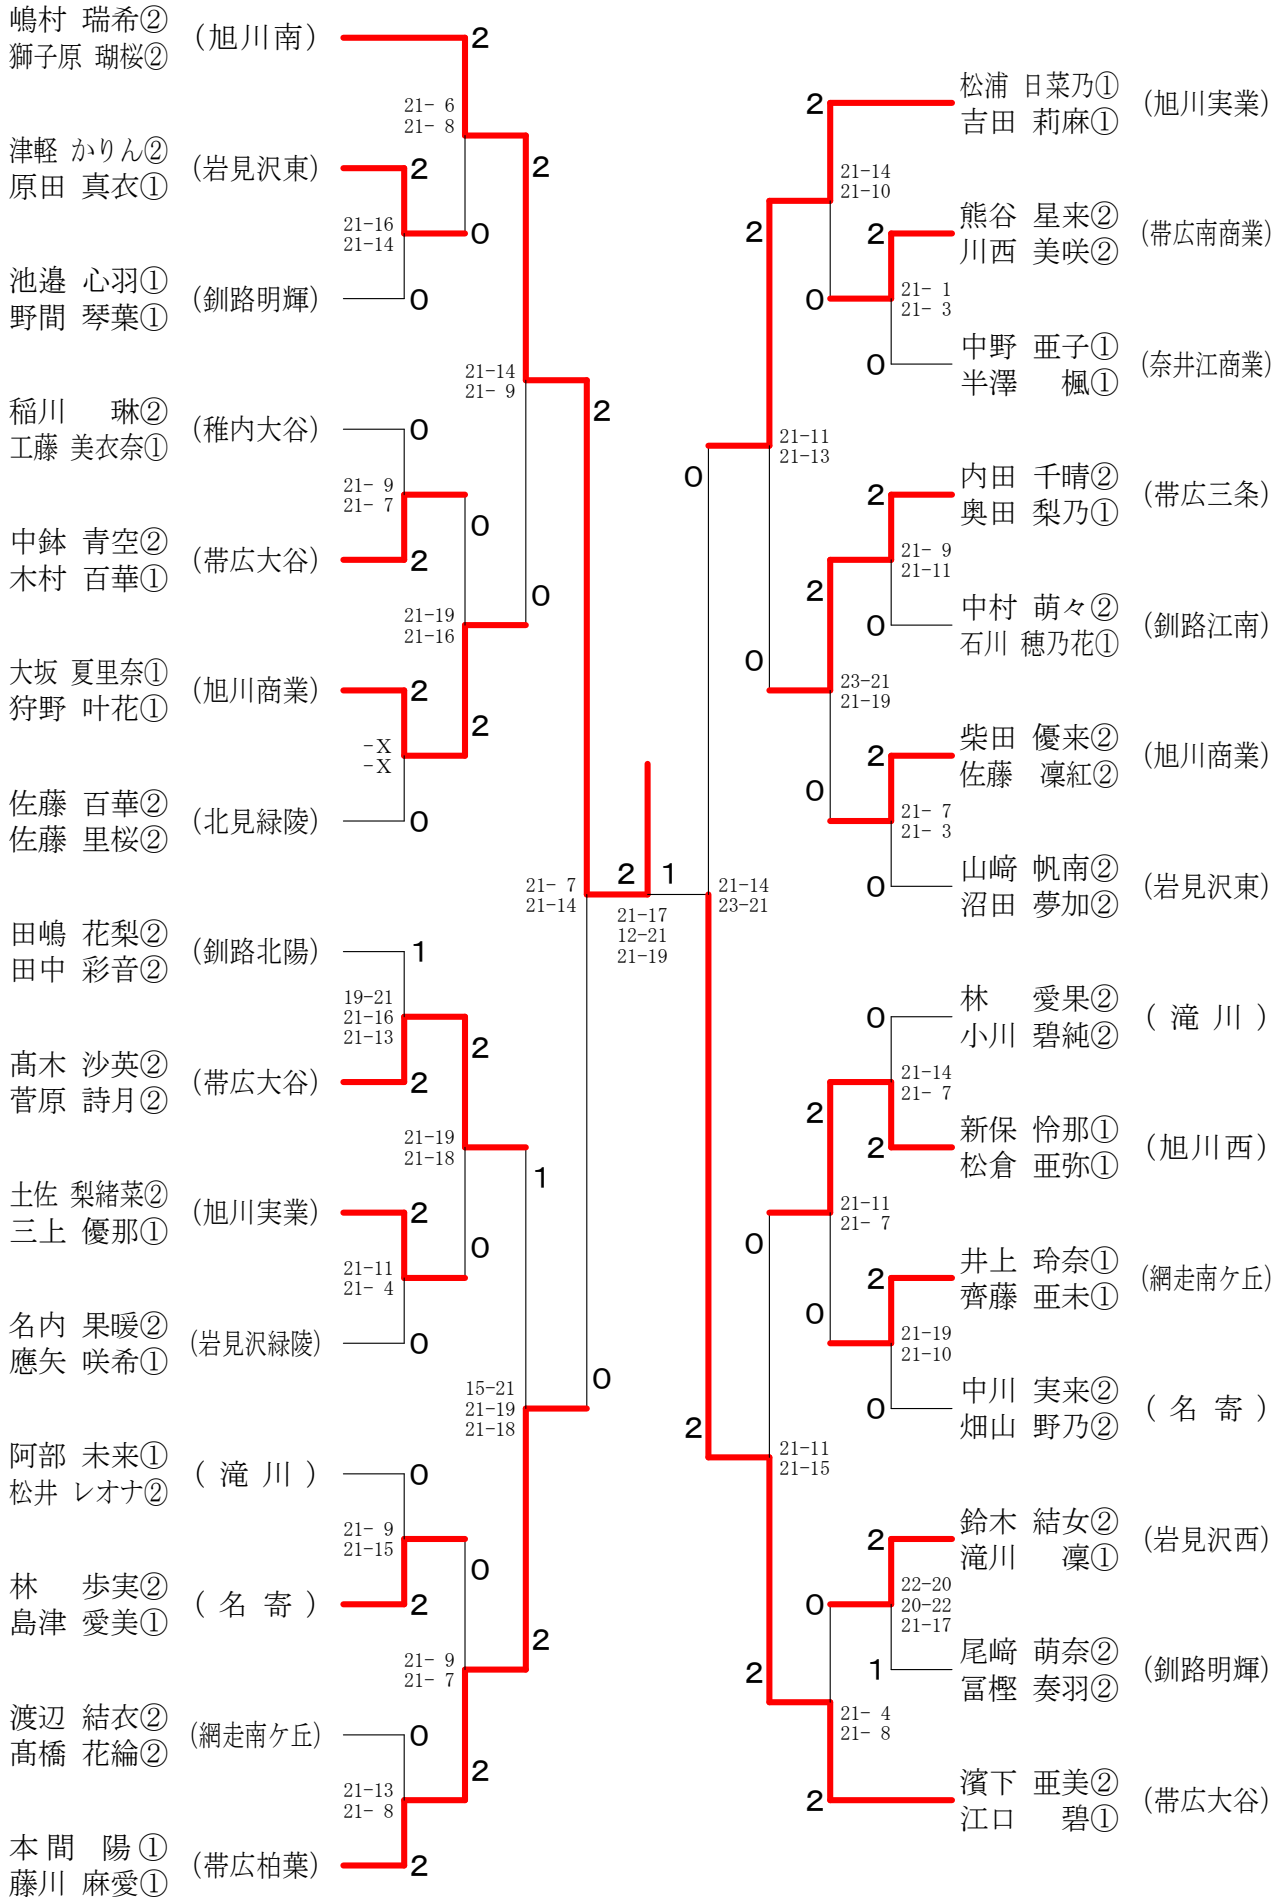 嶋村 瑞希②
獅子原 瑚桜②
(旭川南)
2
21- 6
21- 8
2
津軽 かりん②
原田 真衣①
(岩見沢東)
2
21-16
21-14
0
池邉 心羽①
野間 琴葉①
(釧路明輝)
0
21-14
21- 9
2
稲川 琳②
工藤 美衣奈①
(稚内大谷)
0
21- 9
21- 7
0
中鉢 青空②
木村 百華①
(帯広大谷)
2
21-19
21-16
0
大坂 夏里奈①
狩野 叶花①
(旭川商業)
2
-X
-X
2
佐藤 百華②
佐藤 里桜②
(北見緑陵)
0
21- 7
21-14
2
1
21-17
12-21
21-19
田嶋 花梨②
田中 彩音②
(釧路北陽)
1
19-21
21-16
21-13
2
髙木 沙英②
菅原 詩月②
(帯広大谷)
2
21-19
21-18
1
土佐 梨緒菜②
三上 優那①
(旭川実業)
2
21-11
21- 4
0
名内 果暖②
應矢 咲希①
(岩見沢緑陵)
0
15-21
21-19
21-18
0
阿部 未来①
松井 レオナ②
(滝川)
0
21- 9
21-15
0
林 歩実②
島津 愛美①
(名寄)
2
21- 9
21- 7
2
渡辺 結衣②
髙橋 花綸②
(網走南ケ丘)
0
21-13
21- 8
2
本間 陽①
藤川 麻愛①
(帯広柏葉)
2
2
松浦 日菜乃①
吉田 莉麻①
(旭川実業)
21-14
21-10
2
2
熊谷 星来②
川西 美咲②
(帯広南商業)
0
21- 1
21- 3
0
中野 亜子①
半澤 楓①
(奈井江商業)
21-11
21-13
0
2
内田 千晴②
奥田 梨乃①
(帯広三条)
21- 9
21-11
2
0
中村 萌々②
石川 穂乃花①
(釧路江南)
0
23-21
21-19
2
柴田 優来②
佐藤 凜紅②
(旭川商業)
0
21- 7
21- 3
0
山﨑 帆南②
沼田 夢加②
(岩見沢東)
21-14
23-21
0
林 愛果②
小川 碧純②
(滝川)
21-14
21- 7
2
2
新保 怜那①
松倉 亜弥①
(旭川西)
21-11
21- 7
0
2
井上 玲奈①
齊藤 亜未①
(網走南ケ丘)
0
21-19
21-10
0
中川 実来②
畑山 野乃②
(名寄)
2
21-11
21-15
2
鈴木 結女②
滝川 凜①
(岩見沢西)
0
22-20
20-22
21-17
1
尾﨑 萌奈②
冨樫 奏羽②
(釧路明輝)
2
21- 4
21- 8
2
濱下 亜美②
江口 碧①
(帯広大谷)